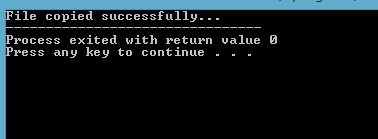 File copied successfully...
--------------------------------
Process exited with return value 0
Press any key to continue . . .